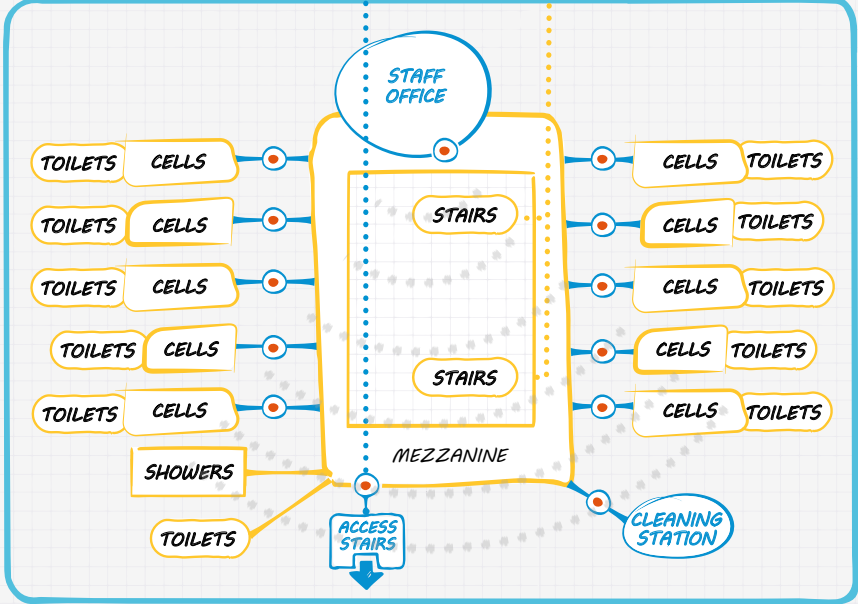 STAFF
OFFICE
TOILETS CELLS
CELLS TOILETS
TOILETS CELLS
STAIRS
CELLS TOILETS
TOILETS CELLS
CELLS TOILETS
TOILETS CELLS
STAIRS
CELLS TOILETS
TOILETS CELLS
CELLS TOILETS
MEZZANINE
SHOWERS
TOILETS
ACCESS
STAIRS
CLEANING
STATION